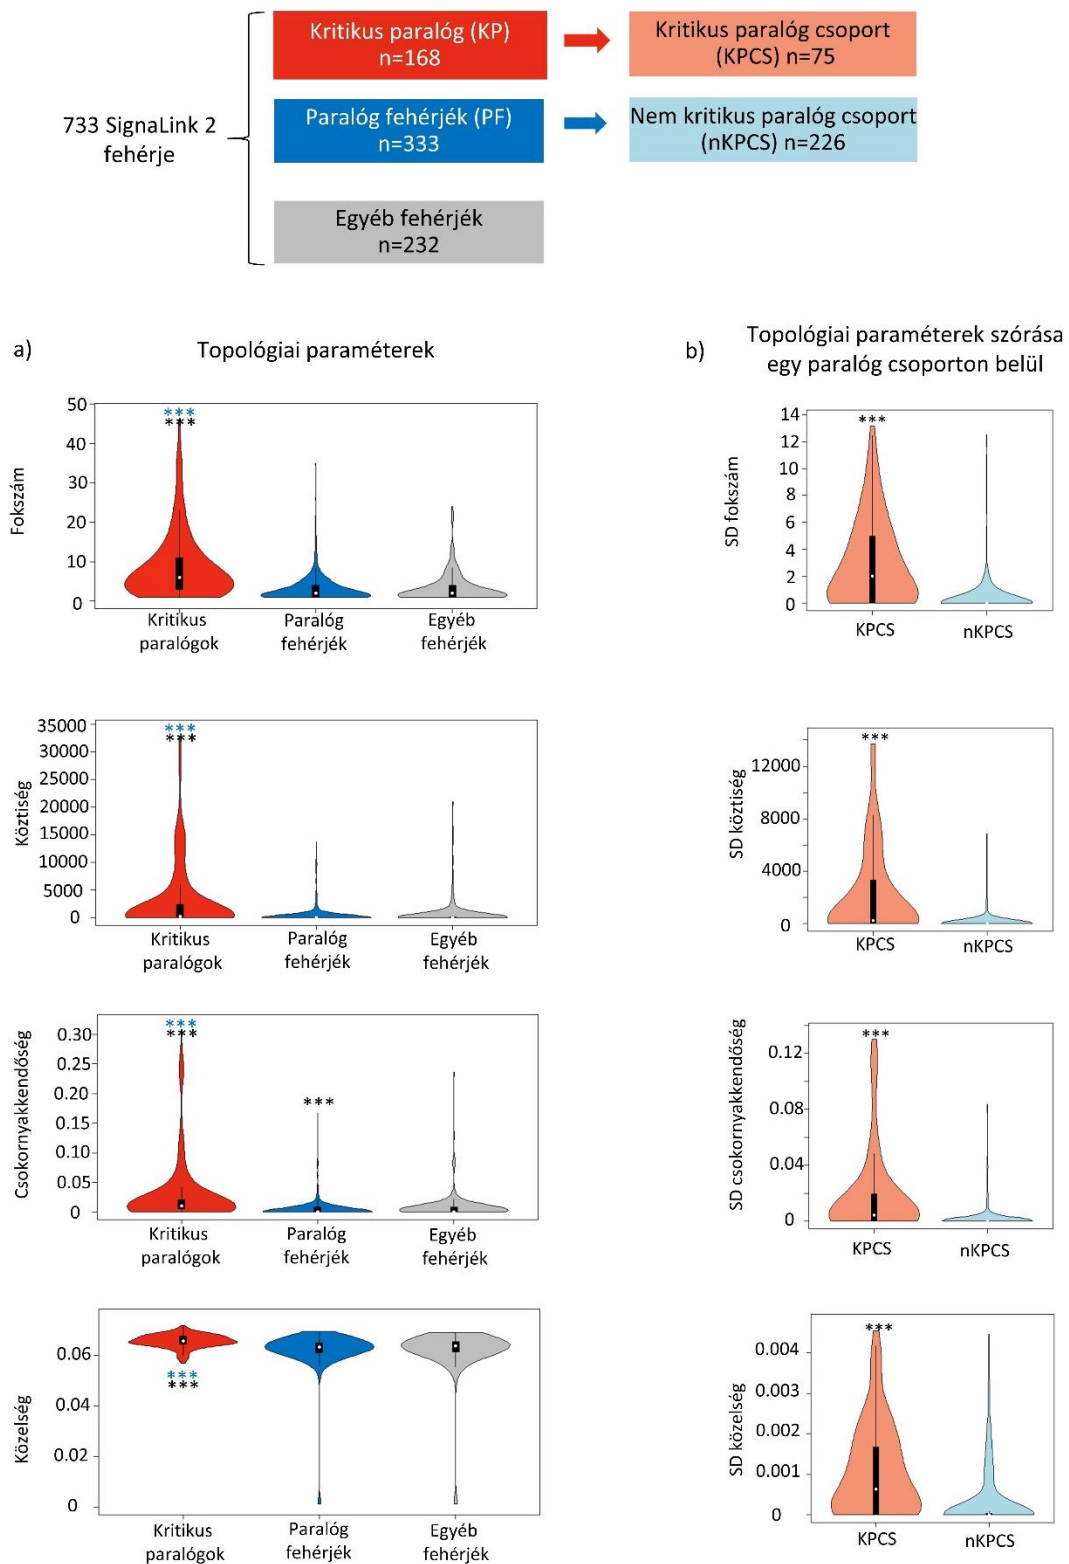 Kritikus paralóg (KP)
n=168
Kritikus paralóg csoport
(KPCS) n=75
733 SignaLink 2
fehérje
Paralóg fehérjék (PF)
n=333
Nem kritikus paralóg csoport
(nKPCS) n=226
Egyéb fehérjék
n=232
a)
Topológiai paraméterek
Fokszám
50
40
30
20
10
0
***
***
Kritikus
paralógok
Paralóg
fehérjék
Egyéb
fehérjék
Köztiség
35000
30000
25000
20000
15000
10000
5000
0
***
***
Kritikus
paralógok
Paralóg
fehérjék
Egyéb
fehérjék
Csokornyakkendőség
0.30
0.25
0.20
0.15
0.10
0.05
0
***
***
***
Kritikus
paralógok
Paralóg
fehérjék
Egyéb
fehérjék
Közelség
0.06
0.04
0.02
0
***
***
Kritikus
paralógok
Paralóg
fehérjék
Egyéb
fehérjék
b)
Topológiai paraméterek szórása
egy paralóg csoporton belül
SD fokszám
14
12
10
8
6
4
2
0
***
KPCS
nKPCS
SD köztiség
12000
8000
4000
0
***
KPCS
nKPCS
SD csokornyakkendőség
0.12
0.08
0.04
0
***
KPCS
nKPCS
SD közelség
0.004
0.003
0.002
0.001
0
***
KPCS
nKPCS